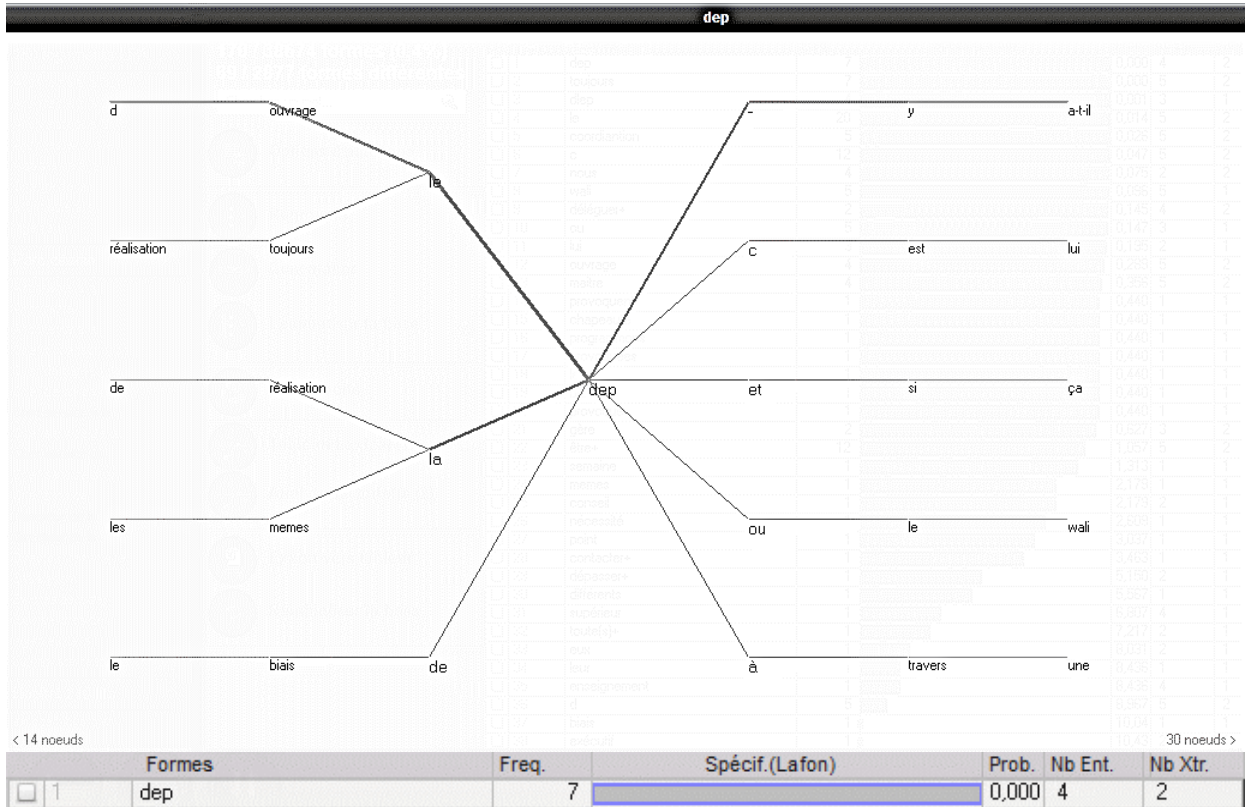 dep
d ouvrage - y a-t-il
le
réalisation toujours c est lui
de réalisation dep et si ça
la
les memes ou le wali
le biais de à travers une
< 14 noeuds 30 noeuds >
Formes Freq. Spécif.(Lafon) Prob. Nb Ent. Nb Xtr.
1 dep 7 0,000 4 2